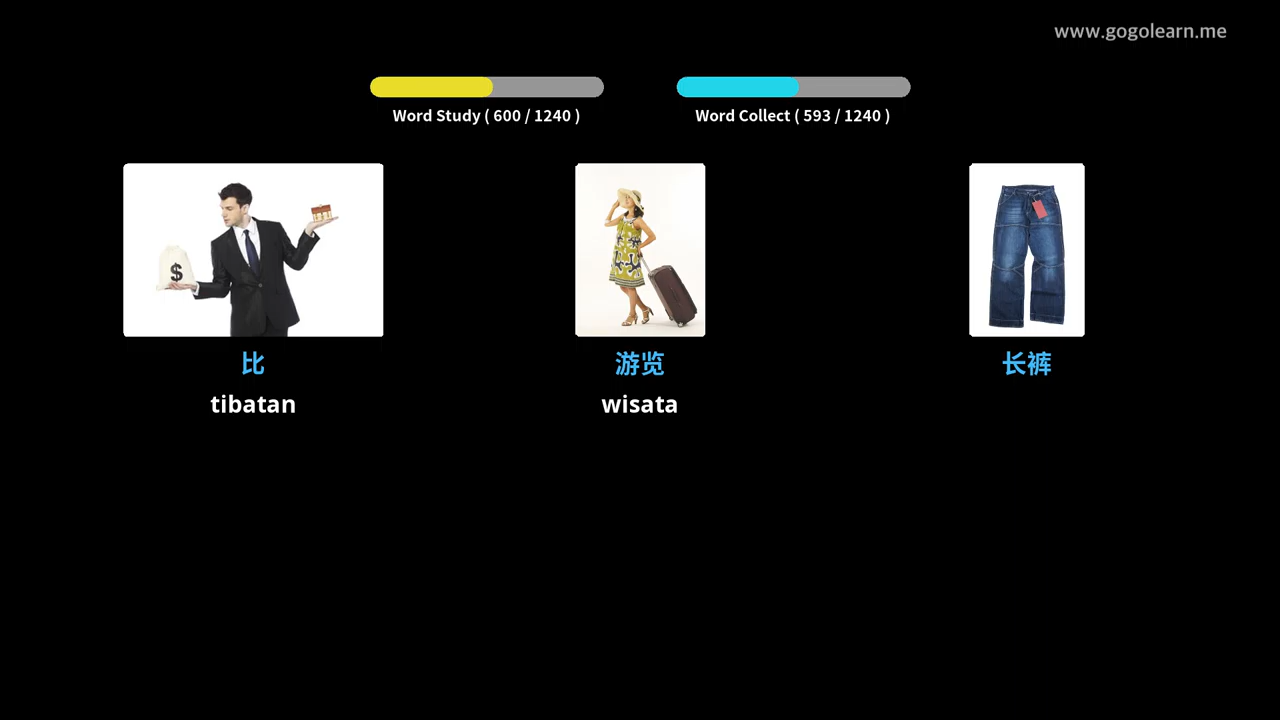 www.gogolearn.me
Word Study ( 600 / 1240 )
Word Collect ( 593 / 1240 )
$
比
游览
长裤
tibatan
wisata